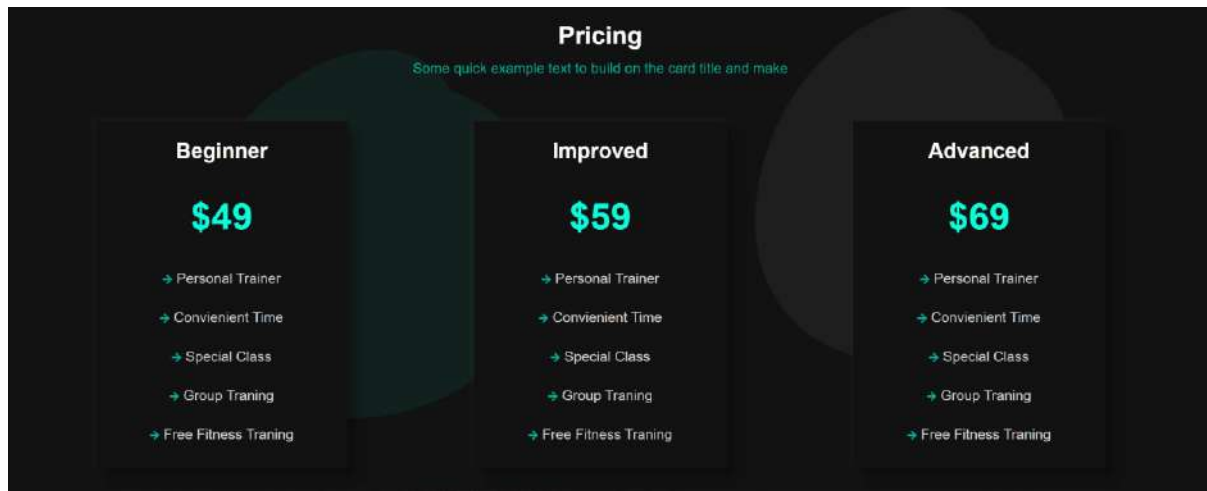 Pricing
Some quick example text to build on the card title and make
Beginner
$49
→ Personal Trainer
→ Convienient Time
→ Special Class
→ Group Traning
→ Free Fitness Traning
Improved
$59
→ Personal Trainer
→ Convienient Time
→ Special Class
→ Group Traning
→ Free Fitness Traning
Advanced
$69
→ Personal Trainer
→ Convienient Time
→ Special Class
→ Group Traning
→ Free Fitness Traning